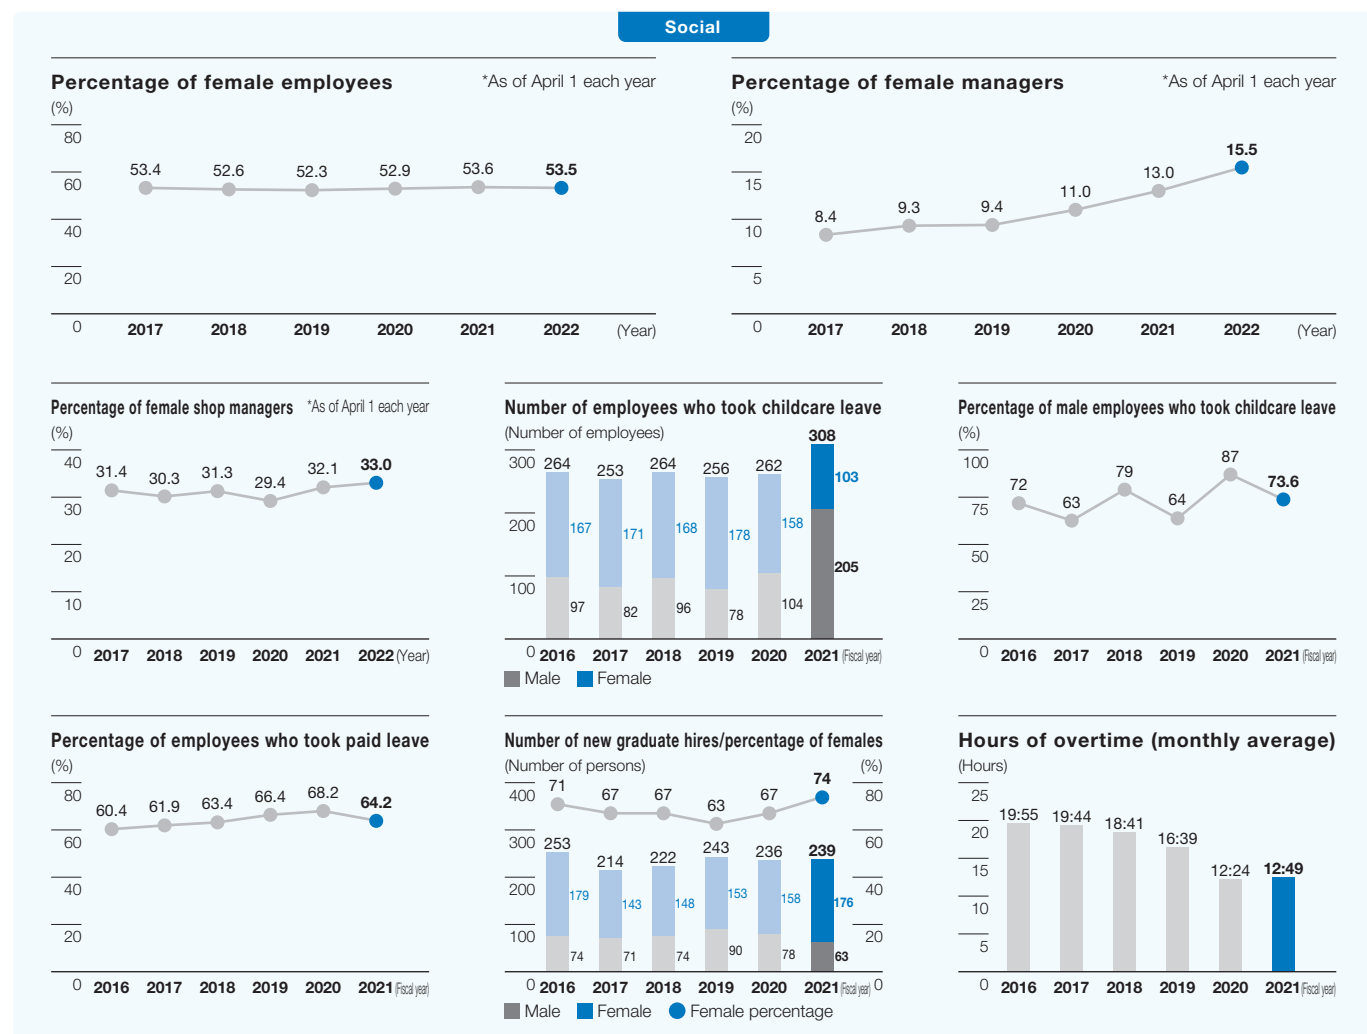 Social
Percentage of female employees *As of April 1 each year
(%)
80
60
40
20
0
53.4 52.6 52.3 52.9 53.6 53.5
2017 2018 2019 2020 2021 2022 (Year)
Percentage of female managers *As of April 1 each year
(%)
20
15
10
5
0
8.4 9.3 9.4 11.0 13.0 15.5
2017 2018 2019 2020 2021 2022 (Year)
Percentage of female shop managers *As of April 1 each year
(%)
40
30
20
10
0
31.4 30.3 31.3 29.4 32.1 33.0
2017 2018 2019 2020 2021 2022 (Year)
Number of employees who took childcare leave
(Number of employees)
300
200
100
0
264 253 264 256 262 308
167 171 168 178 158 103
97 82 96 78 104 205
2016 2017 2018 2019 2020 2021 (Fiscal year)
Male Female
Percentage of male employees who took childcare leave
(%)
100
75
50
25
0
72 63 79 64 87 73.6
2016 2017 2018 2019 2020 2021 (Fiscal year)
Percentage of employees who took paid leave
(%)
80
60
40
20
0
60.4 61.9 63.4 66.4 68.2 64.2
2016 2017 2018 2019 2020 2021 (Fiscal year)
Number of new graduate hires/percentage of females
(Number of persons) (%)
400 80
300 60
200 40
100 20
0 0
71 67 67 63 67 74
253 214 222 243 236 239
179 143 148 153 158 176
74 71 74 90 78 63
2016 2017 2018 2019 2020 2021 (Fiscal year)
Male Female Female percentage
Hours of overtime (monthly average)
(Hours)
25
20
15
10
5
0
19:55 19:44 18:41 16:39 12:24 12:49
2016 2017 2018 2019 2020 2021 (Fiscal year)